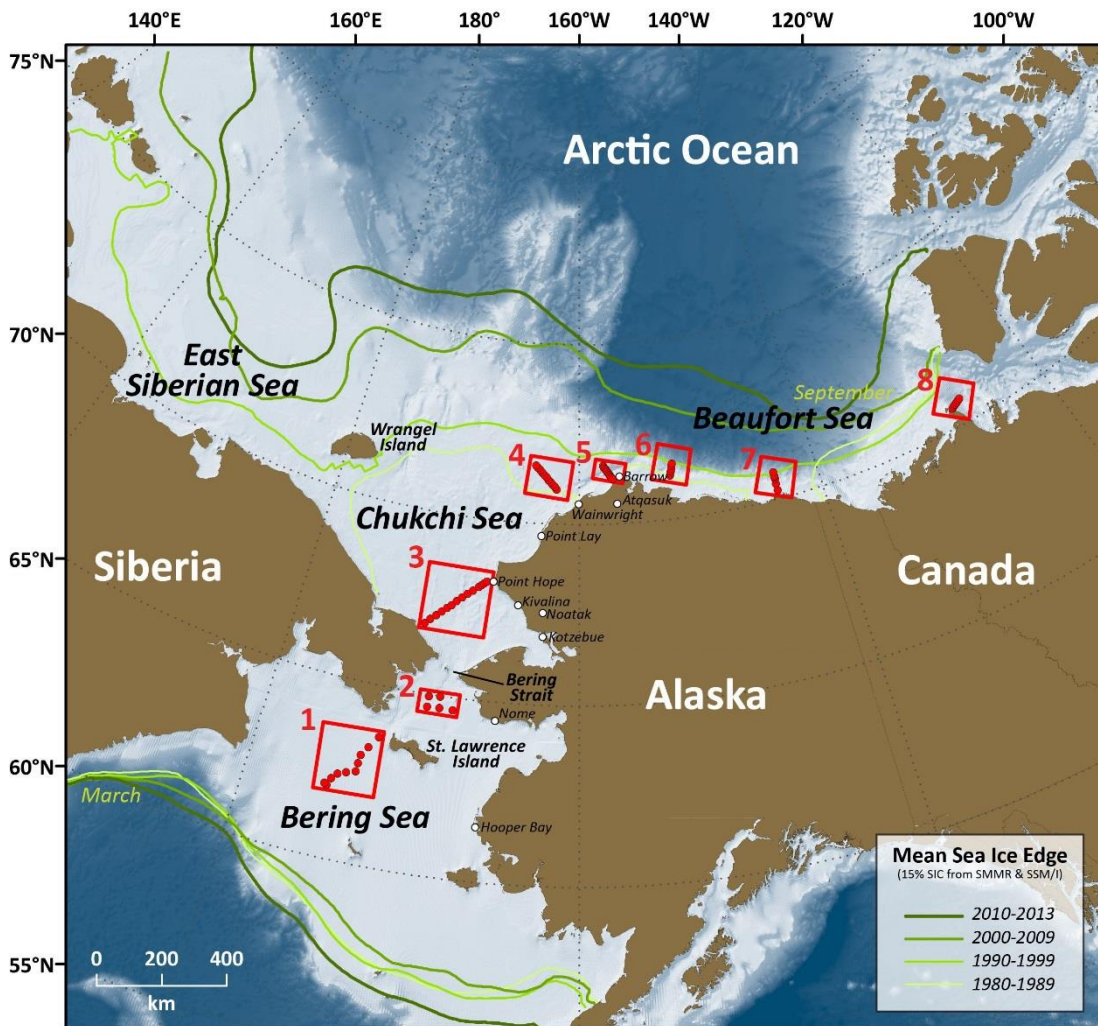 140°E 160°E 180° 160°W 140°W 120°W 100°W
75°N
70°N
65°N
60°N
55°N
Arctic Ocean
East
Siberian Sea
September
Beaufort Sea
8
Wrangel
Island
4
5
6
7
Barrow
Atqasuk
Wainwright
Chukchi Sea
Point Lay
Siberia
3
Canada
Point Hope
Kivalina
Noatak
Kotzebue
Bering
Strait
Alaska
2
Nome
1
St. Lawrence
Island
March
Bering Sea
Hooper Bay
0 200 400
km
Mean Sea Ice Edge
(15% SIC from SMMR & SSM/I)
2010-2013
2000-2009
1990-1999
1980-1989